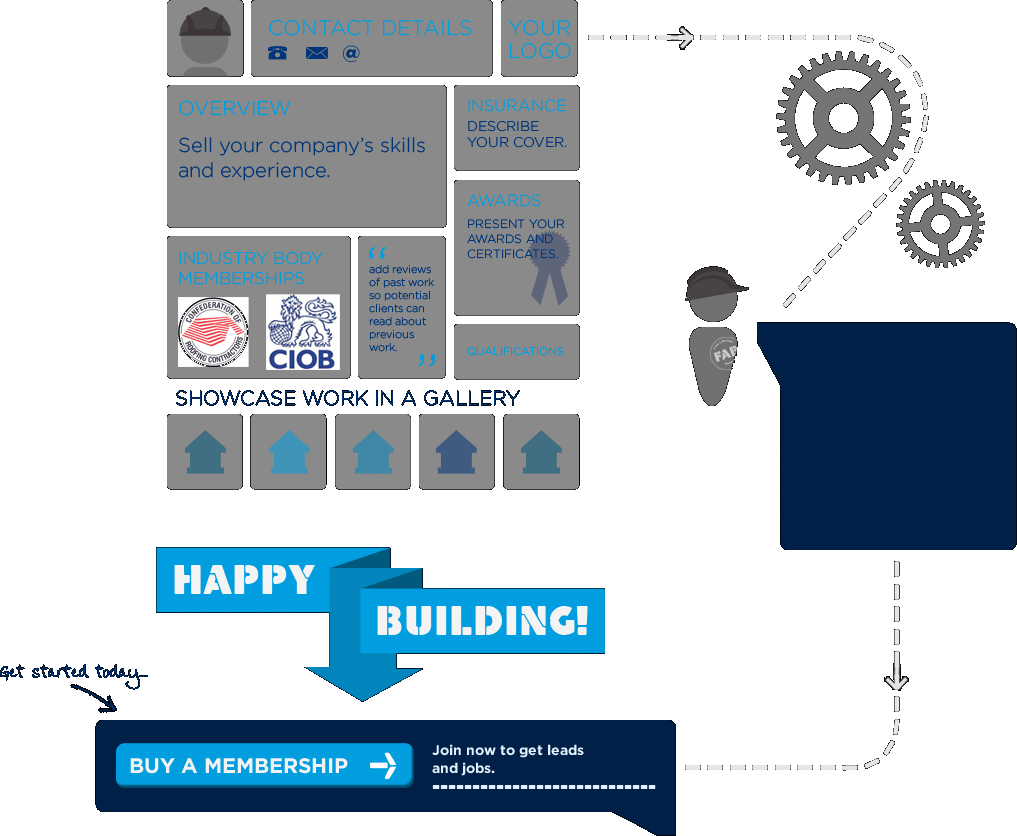 CONTACT DETAILS
@
YOUR
LOGO
OVERVIEW
Sell your company's skills
and experience.
INSURANCE
DESCRIBE
YOUR COVER.
AWARDS
PRESENT YOUR
AWARDS AND
CERTIFICATES.
INDUSTRY BODY
MEMBERSHIPS
CONFEDERATION OF
ROOFING CONTRACTORS
CIOB
“
add reviews
of past work
so potential
clients can
read about
previous
work.
”
QUALIFICATIONS
SHOWCASE WORK IN A GALLERY
HAPPY
BUILDING!
Get started today
BUY A MEMBERSHIP
Join now to get leads
and jobs.